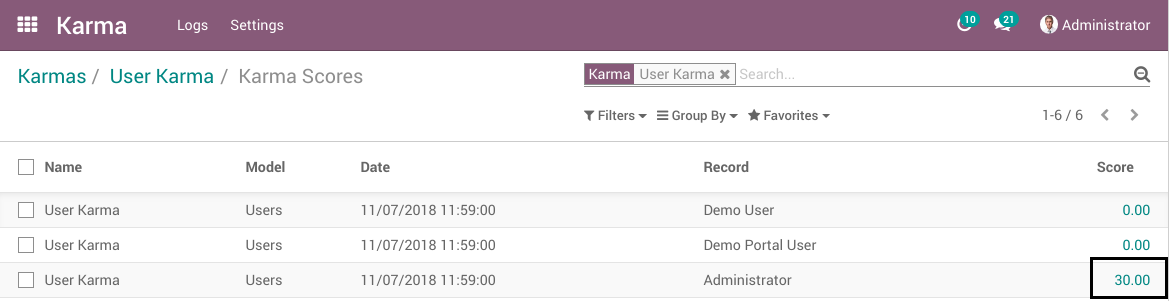 Karma Logs Settings 10 21 Administrator
Karmas / User Karma / Karma Scores Karma User Karma ✖ Search...
Filters Group By Favorites 1-6 / 6
Name Model Date Record Score
User Karma Users 11/07/2018 11:59:00 Demo User 0.00
User Karma Users 11/07/2018 11:59:00 Demo Portal User 0.00
User Karma Users 11/07/2018 11:59:00 Administrator 30.00